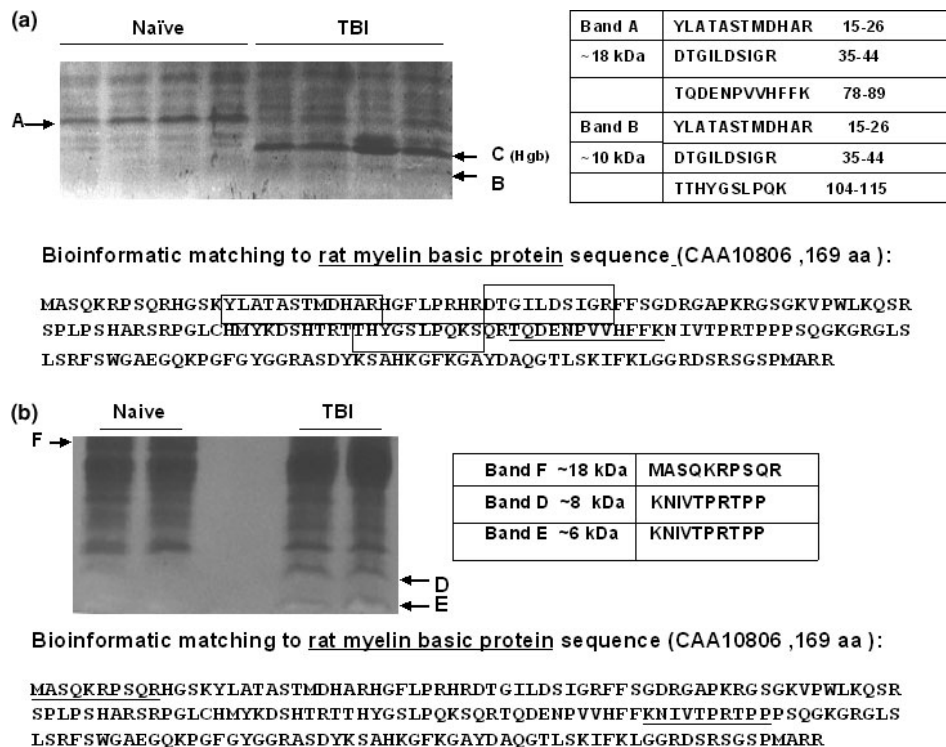 (a)
Naïve TBI
A
C (Hgb)
B
Band A YLATASTMDHAR 15-26
~18 kDa DTGILDSIGR 35-44
TQDENPVVHFFK 78-89
Band B YLATASTMDHAR 15-26
~10 kDa DTGILDSIGR 35-44
TTHYGSLPQK 104-115
Bioinformatic matching to rat myelin basic protein sequence (CAA10806 ,169 aa ):
MASQKRPSQRHGSKYLATASTMDHARHGFLPRHRDTGILDSIGRFFSGDRGAPKRGSGKVPWLKQSR
SPLPSHARSRPGLCHMYKDSHTRTTHYGSLPQKSQRTQDENPVVHFFKNIVTPRTPPPSQGKGRGLS
LSRFSWGAEGQKPGFGYGGRASDYKSAHKGFKGAYDAQGTLSKIFKLGGRDSRSGSPMARR
(b)
Naive TBI
F
D
E
Band F ~18 kDa MASQKRPSQR
Band D ~8 kDa KNIVTPRTPP
Band E ~6 kDa KNIVTPRTPP
Bioinformatic matching to rat myelin basic protein sequence (CAA10806 ,169 aa ):
MASQKRPSQRHGSKYLATASTMDHARHGFLPRHRDTGILDSIGRFFSGDRGAPKRGSGKVPWLKQSR
SPLPSHARSRPGLCHMYKDSHTRTTHYGSLPQKSQRTQDENPVVHFFKNIVTPRTPPPSQGKGRGLS
LSRFSWGAEGQKPGFGYGGRASDYKSAHKGFKGAYDAQGTLSKIFKLGGRDSRSGSPMARR